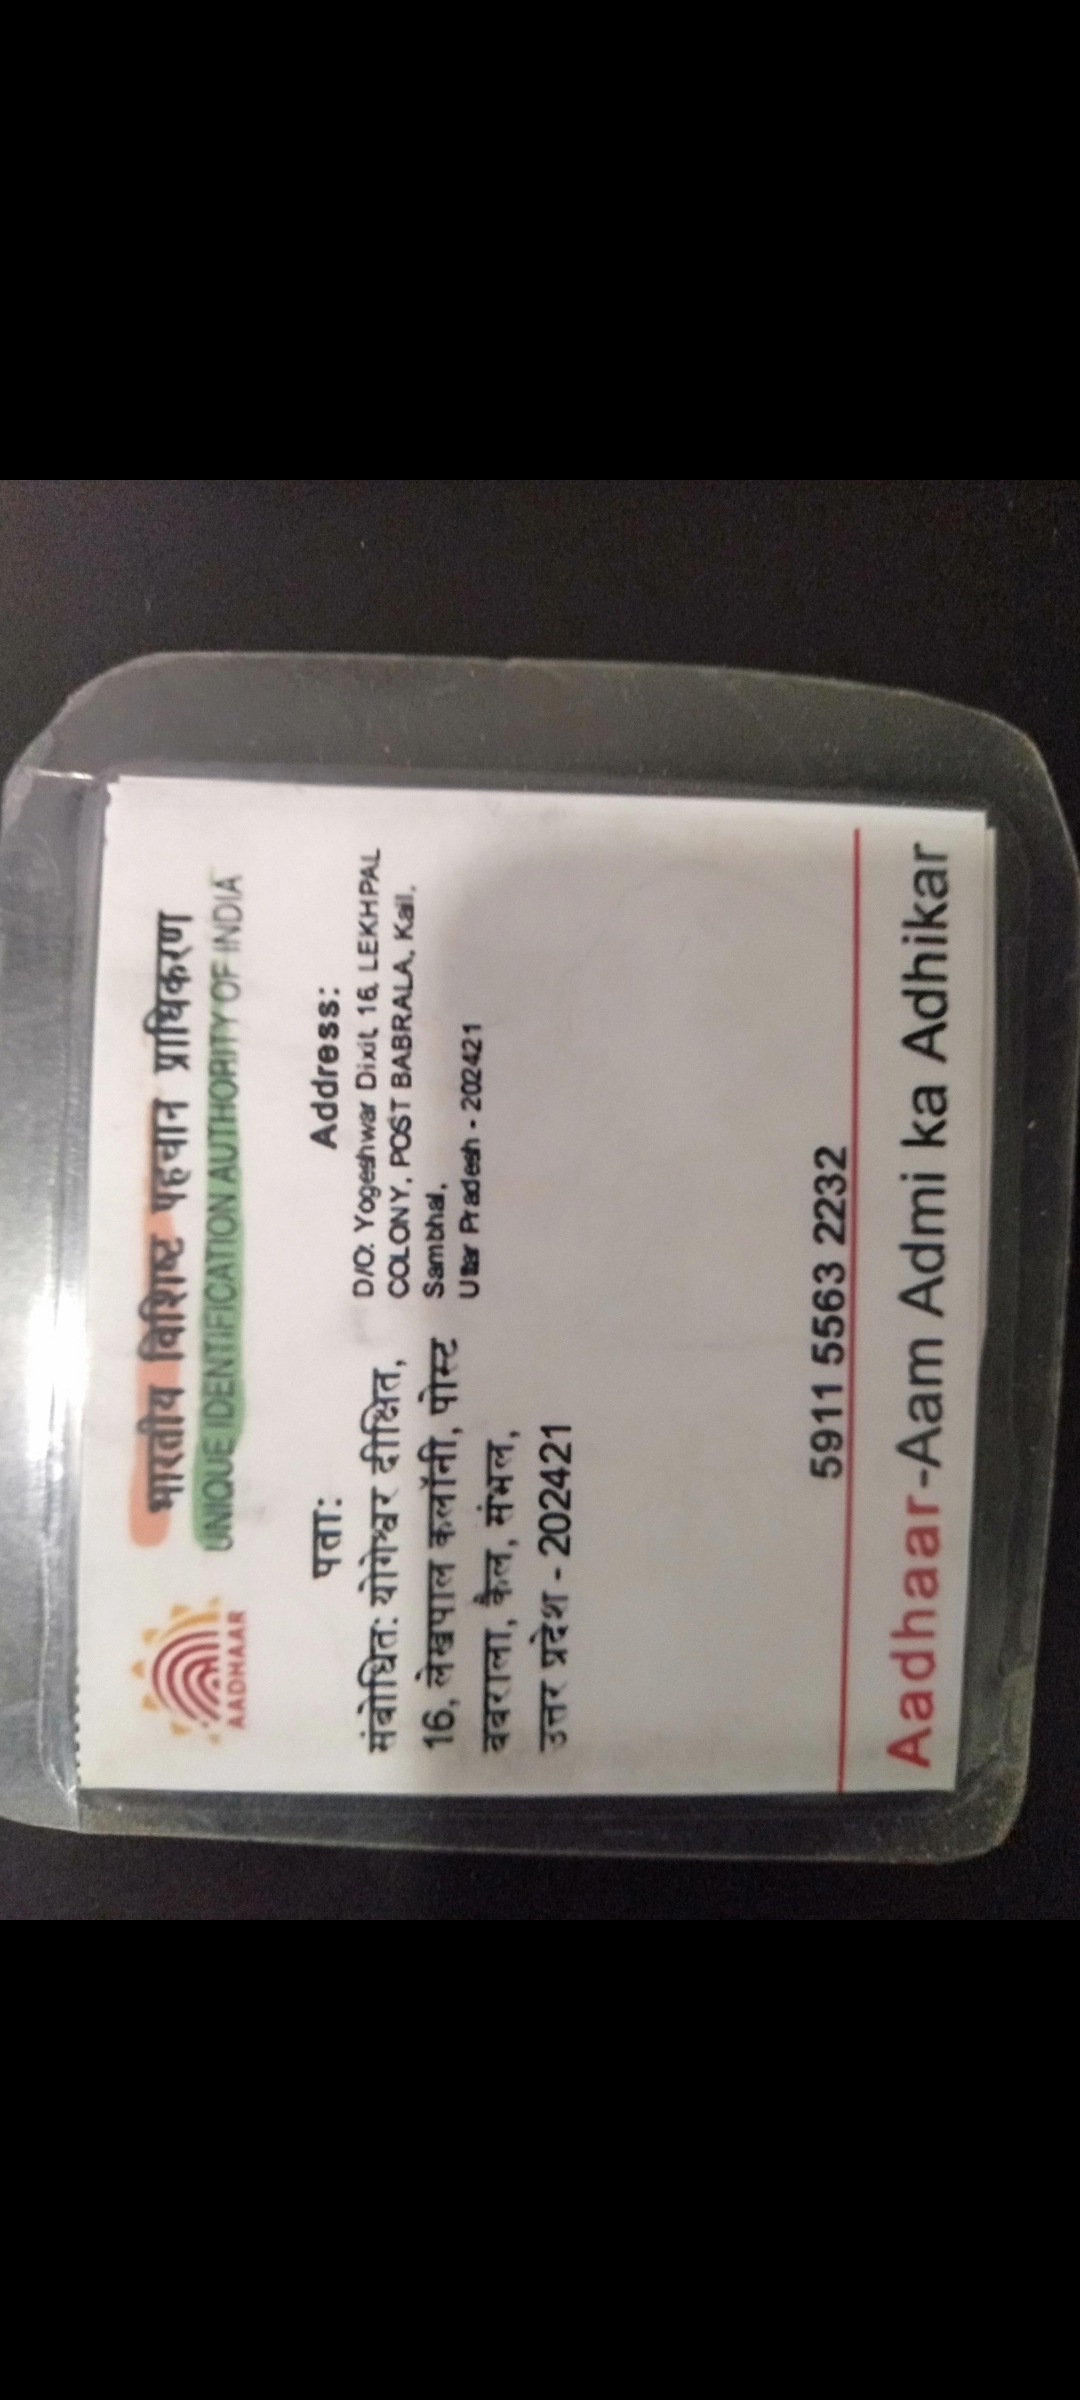 भारतीय विशिष्ट पहचान प्राधिकरण
UNIQUE IDENTIFICATION AUTHORITY OF INDIA
AADHAAR
पता:
संबोधित: योगेश्वर दीक्षित,
16, लेखपाल कलॉनी, पोस्ट
बबराला, कैल, संभल,
उत्तर प्रदेश - 202421
Address:
D/O: Yogeshwar Dixit, 16, LEKHPAL
COLONY, POST BABRALA, Kail,
Sambhal,
Uttar Pradesh - 202421
5911 5563 2232
Aadhaar-Aam Admi ka Adhikar